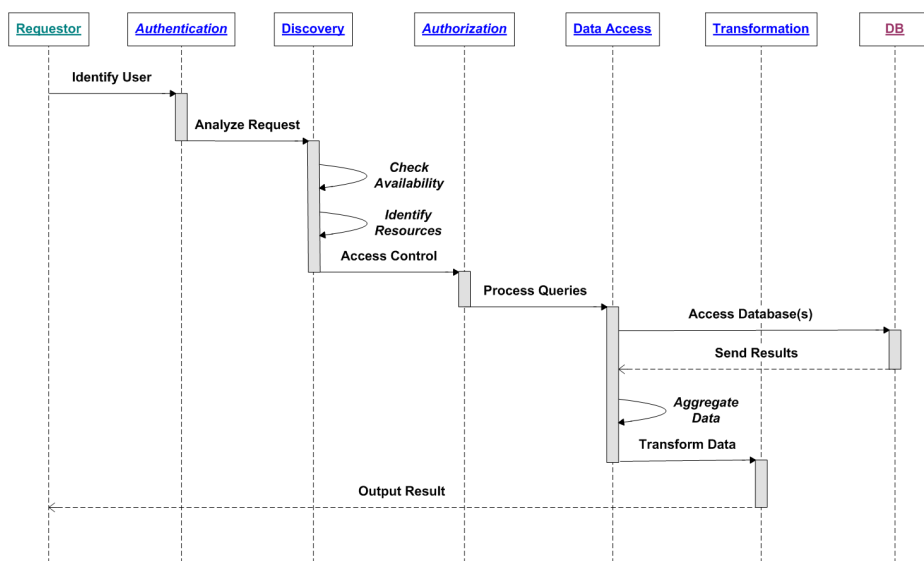 Requestor
Authentication
Discovery
Authorization
Data Access
Transformation
DB
Identify User
Analyze Request
Check
Availability
Identify
Resources
Access Control
Process Queries
Access Database(s)
Send Results
Aggregate
Data
Transform Data
Output Result